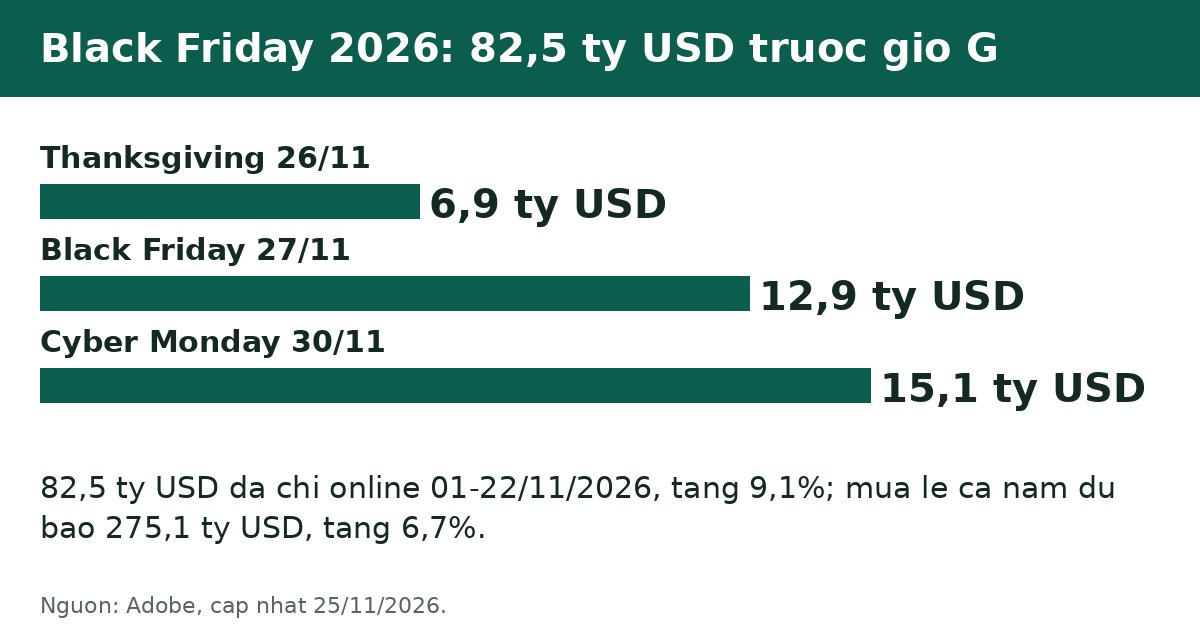 Black Friday 2026: 82,5 ty USD truoc gio G
Thanksgiving 26/11
6,9 ty USD
Black Friday 27/11
12,9 ty USD
Cyber Monday 30/11
15,1 ty USD
82,5 ty USD da chi online 01-22/11/2026, tang 9,1%; mua le ca nam du
bao 275,1 ty USD, tang 6,7%.
Nguon: Adobe, cap nhat 25/11/2026.